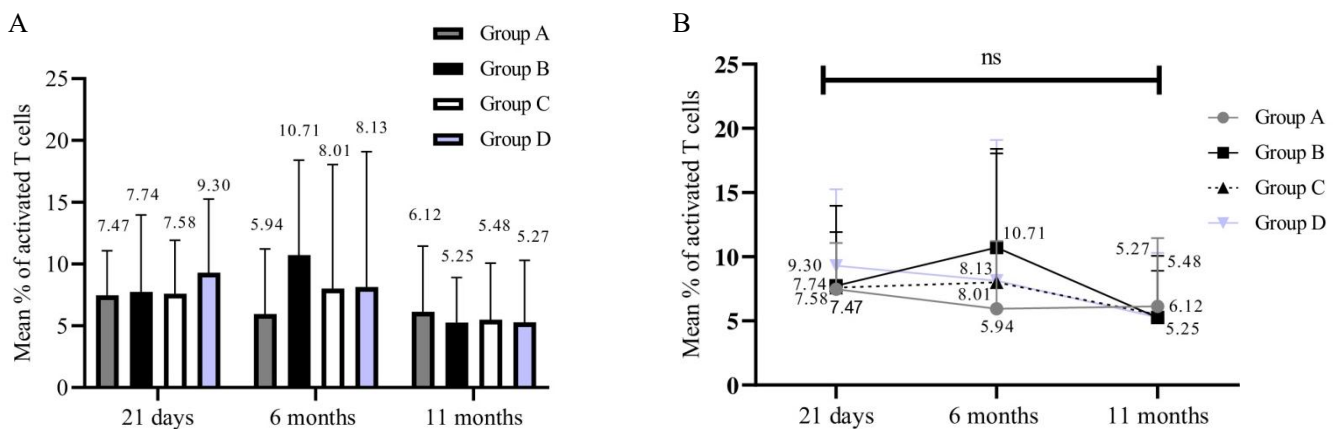 A
Group A
Group B
Group C
Group D
Mean % of activated T cells
25
20
15
10
5
0
7.47
7.74
7.58
9.30
5.94
10.71
8.01
8.13
6.12
5.25
5.48
5.27
21 days
6 months
11 months
B
ns
Mean % of activated T cells
25
20
15
10
5
0
9.30
7.74
7.58
7.47
10.71
8.13
8.01
5.94
5.27
5.48
6.12
5.25
21 days
6 months
11 months
Group A
Group B
Group C
Group D